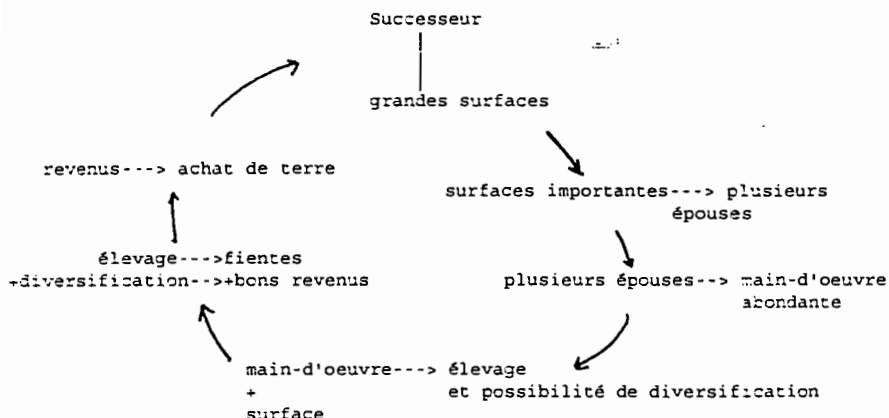 Successeur
grandes surfaces
surfaces importantes---> plusieurs
épouses
plusieurs épouses--> main-d'oeuvre
abondante
main-d'oeuvre---> élevage
+ et possibilité de diversification
surface
élevage--->fientes
+diversification-->+bons revenus
revenus---> achat de terre